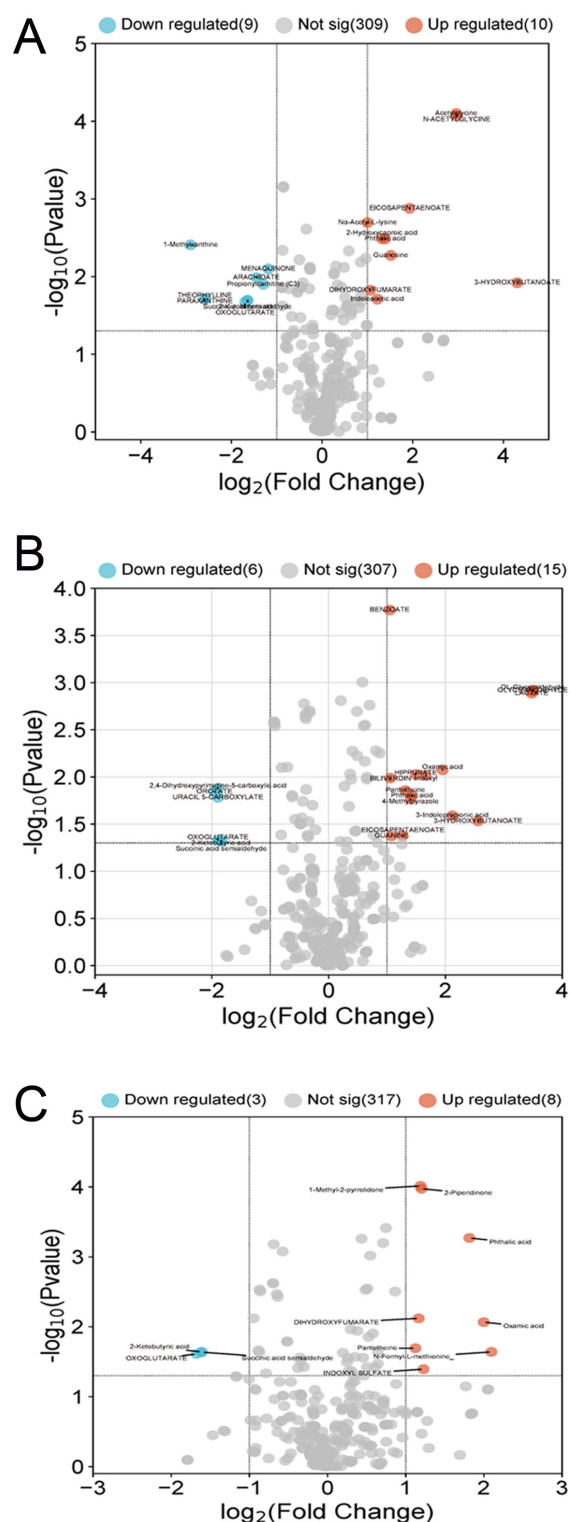 A
Down regulated(9) Not sig(309) Up regulated(10)
5
4
3
2
1
0
-log10(Pvalue)
Acetylglycine
N-ACETYLGLYCINE
EICOSAPENTAENOATE
Nα-Acetyl-L-lysine
2-Hydroxycaproic acid
Phthalic acid
Guanosine
1-Methylxanthine
MENAQUINONE
ARACHIDATE
Propionylcarnitine (C3)
3-HYDROXYBUTANOATE
DIHYDROXYFUMARATE
Indoleacetic acid
THEOPHYLLINE
PARAXANTHINE
OXOGLUTARATE
−4 −2 0 2 4
log2(Fold Change)
B
Down regulated(6) Not sig(307) Up regulated(15)
4.0
3.5
3.0
2.5
2.0
1.5
1.0
0.5
0.0
-log10(Pvalue)
BENZOATE
LACTATE
Oxamic acid
HIPPURATE
BILIVERDIN
2,4-Dihydroxypyrimidine-5-carboxylic acid
OROTATE
URACIL 5-CARBOXYLATE
Pantetheine
Phthalic acid
4-Methylpyrazole
3-Indolepropionic acid
3-HYDROXYBUTANOATE
EICOSAPENTAENOATE
GUANINE
OXOGLUTARATE
2-Ketobutyric acid
Succinic acid semialdehyde
−4 −2 0 2 4
log2(Fold Change)
C
Down regulated(3) Not sig(317) Up regulated(8)
5
4
3
2
1
0
-log10(Pvalue)
1-Methyl-2-pyrrolidone
2-Piperidinone
Phthalic acid
DIHYDROXYFUMARATE
Oxamic acid
2-Ketobutyric acid
OXOGLUTARATE
Succinic acid semialdehyde
Pantetheine
N-Formyl-L-methionine_
INDOXYL SULFATE
−3 −2 −1 0 1 2 3
log2(Fold Change)